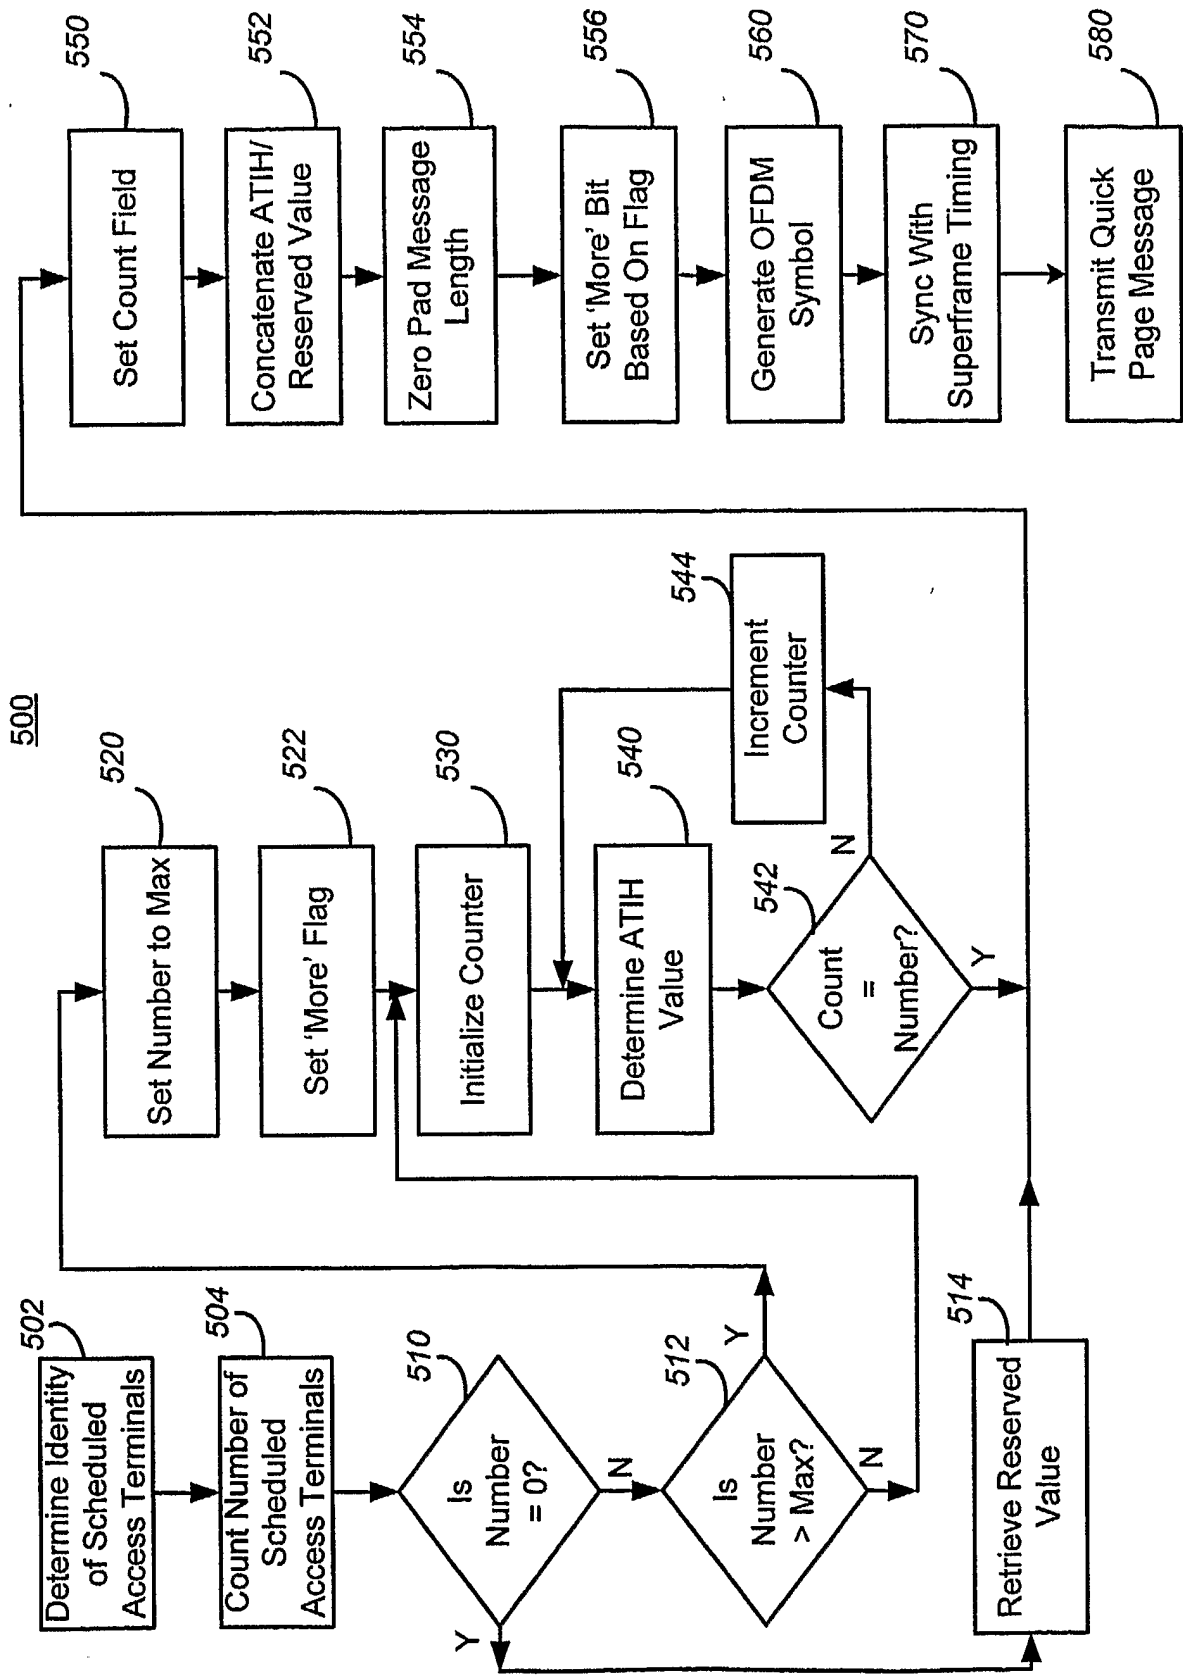 500
502
Determine Identity
of Scheduled
Access Terminals
504
Count Number of
Scheduled
Access Terminals
510
Is
Number
= 0?
Y
N
512
Is
Number
> Max?
Y
N
514
Retrieve Reserved
Value
520
Set Number to Max
522
Set 'More' Flag
530
Initialize Counter
540
Determine ATIH
Value
542
Count
=
Number?
N
Y
544
Increment
Counter
550
Set Count Field
552
Concatenate ATIH/
Reserved Value
554
Zero Pad Message
Length
556
Set 'More' Bit
Based On Flag
560
Generate OFDM
Symbol
570
Sync With
Superframe Timing
580
Transmit Quick
Page Message